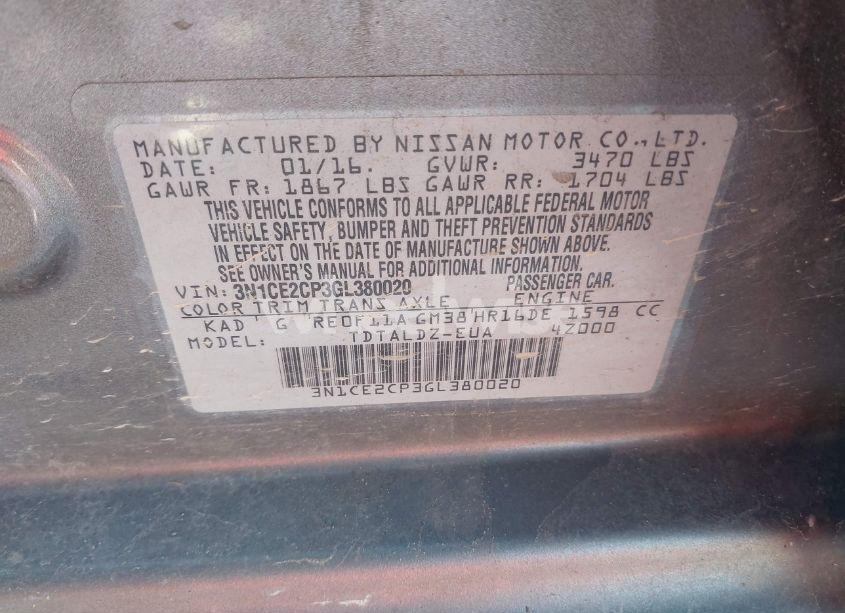 MANUFACTURED BY NISSAN MOTOR CO., LTD.
DATE: 01/16. GVWR: 3470 LBS
GAWR FR: 1867 LBS GAWR RR: 1704 LBS
THIS VEHICLE CONFORMS TO ALL APPLICABLE FEDERAL MOTOR
VEHICLE SAFETY, BUMPER AND THEFT PREVENTION STANDARDS
IN EFFECT ON THE DATE OF MANUFACTURE SHOWN ABOVE.
SEE OWNER'S MANUAL FOR ADDITIONAL INFORMATION.
VIN: 3N1CE2CP3GL380020 PASSENGER CAR.
COLOR TRIM TRANS AXLE ENGINE
KAD G RE0F11A GM38 HR16DE 1598 CC
MODEL: TDTALDZ-EUA 4Z000
3N1CE2CP3GL380020